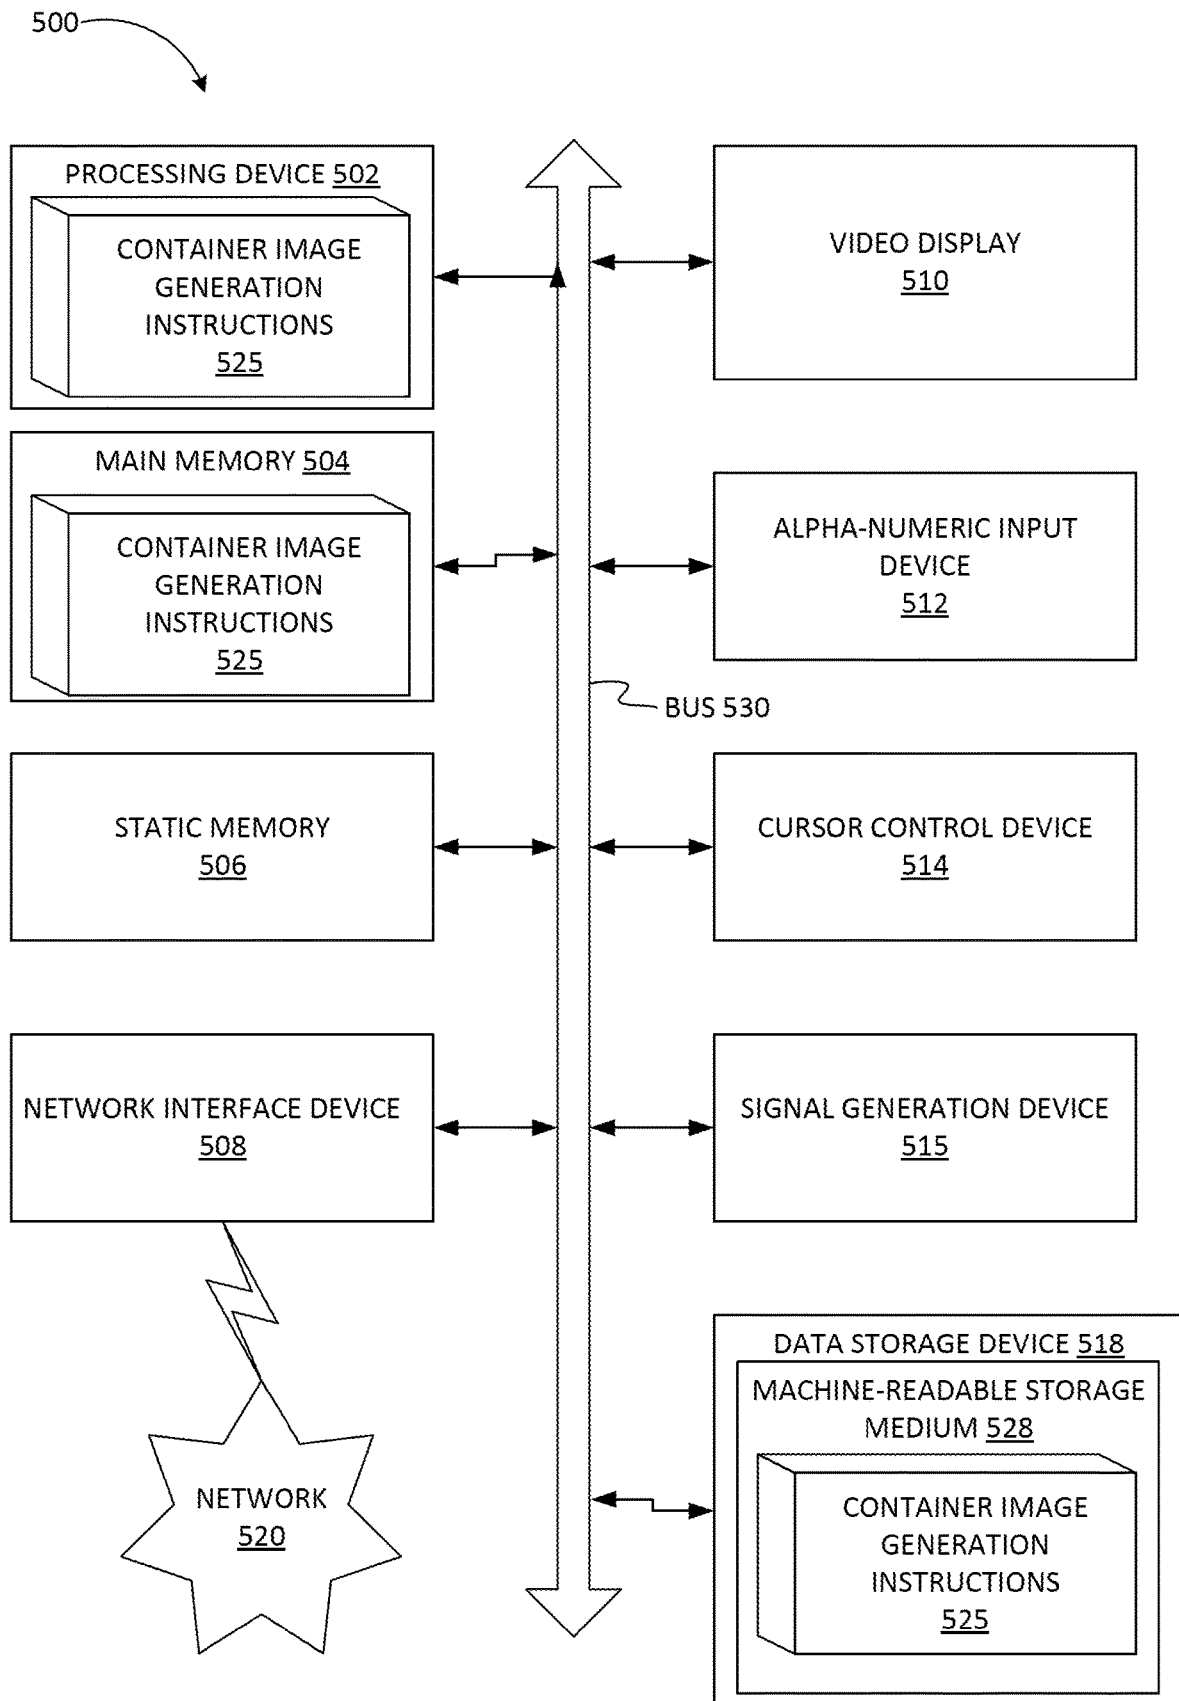 500
PROCESSING DEVICE 502
CONTAINER IMAGE
GENERATION
INSTRUCTIONS
525
MAIN MEMORY 504
CONTAINER IMAGE
GENERATION
INSTRUCTIONS
525
STATIC MEMORY
506
NETWORK INTERFACE DEVICE
508
NETWORK
520
BUS 530
VIDEO DISPLAY
510
ALPHA-NUMERIC INPUT
DEVICE
512
CURSOR CONTROL DEVICE
514
SIGNAL GENERATION DEVICE
515
DATA STORAGE DEVICE 518
MACHINE-READABLE STORAGE
MEDIUM 528
CONTAINER IMAGE
GENERATION
INSTRUCTIONS
525